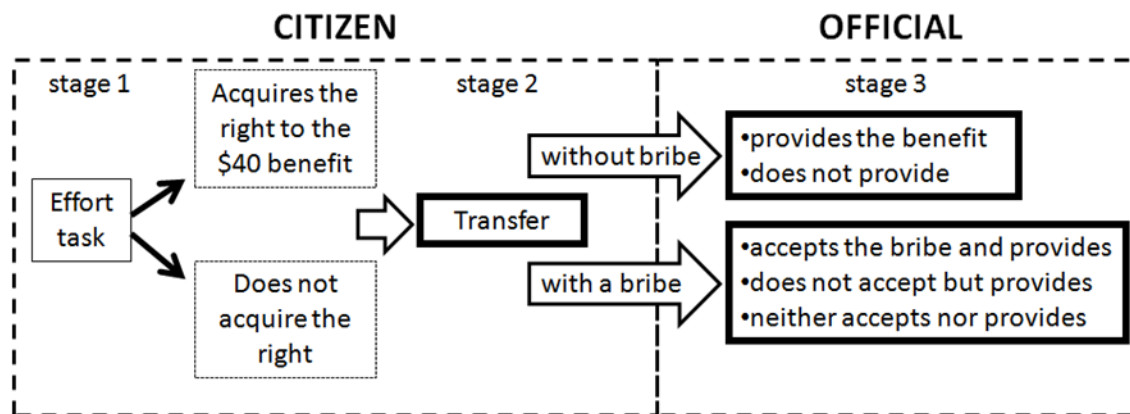 CITIZEN
OFFICIAL
stage 1
stage 2
stage 3
Acquires the
right to the
$40 benefit
Effort
task
Does not
acquire the
right
Transfer
without bribe
with a bribe
•provides the benefit
•does not provide
•accepts the bribe and provides
•does not accept but provides
•neither accepts nor provides